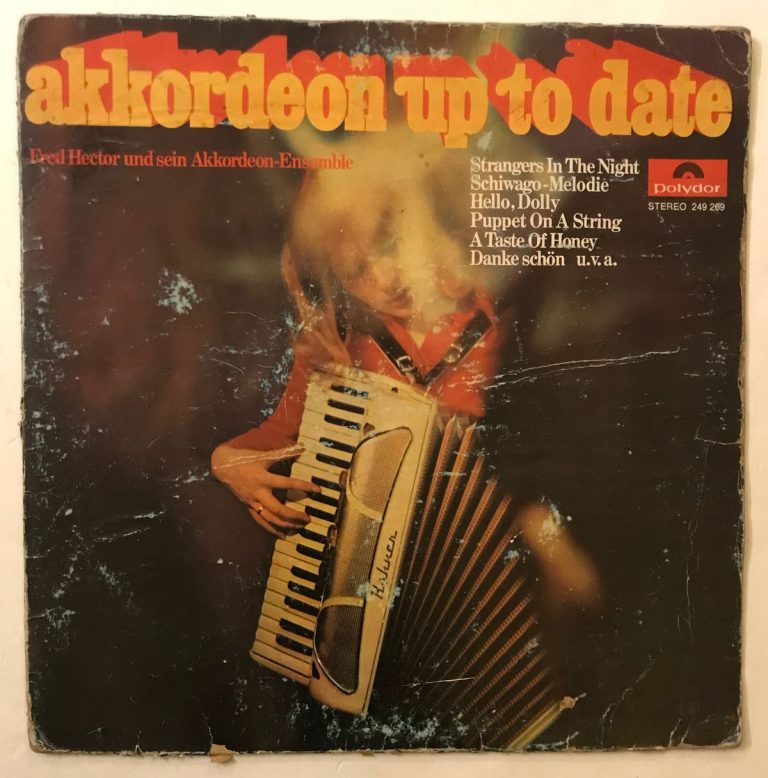 akkordeon up to date
Fred Hector und sein Akkordeon-Ensemble
Strangers In The Night
Schiwago-Melodie
Hello, Dolly
Puppet On A String
A Taste Of Honey
Danke schön u.v.a.
polydor
STEREO 249 269
Hohner